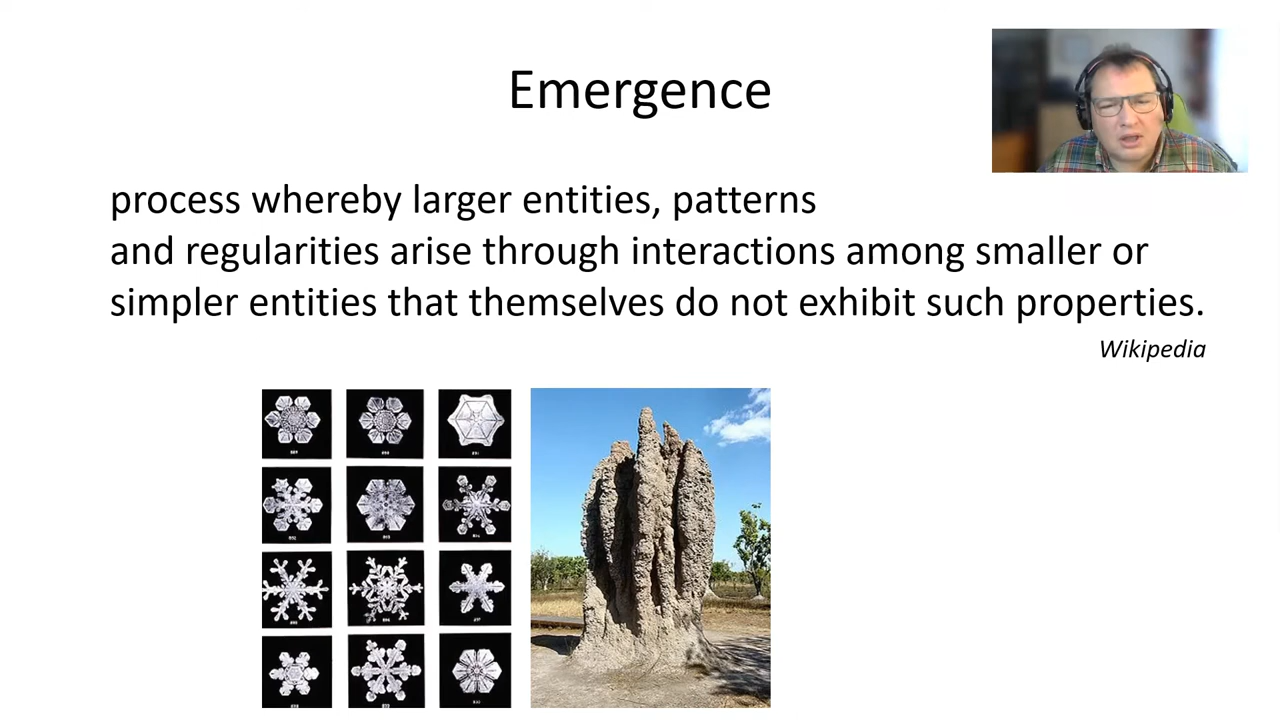 Emergence
process whereby larger entities, patterns
and regularities arise through interactions among smaller or
simpler entities that themselves do not exhibit such properties.
Wikipedia